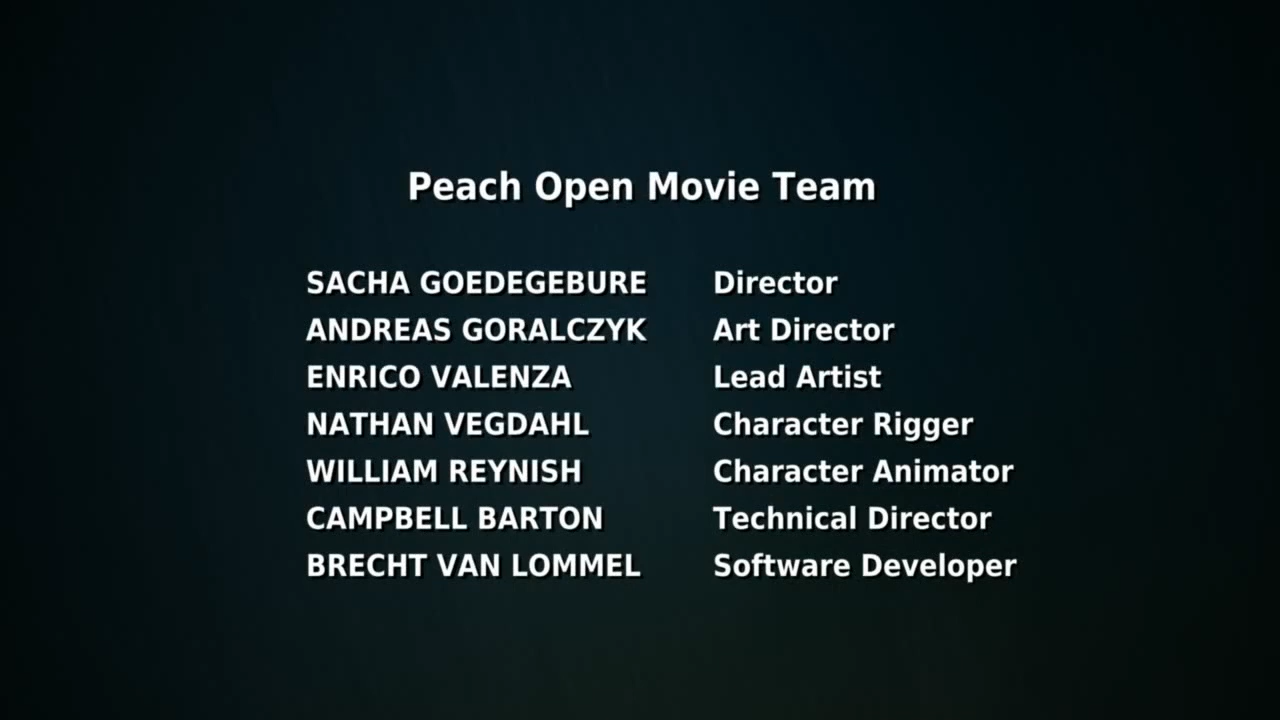 Peach Open Movie Team
SACHA GOEDEGEBURE Director
ANDREAS GORALCZYK Art Director
ENRICO VALENZA Lead Artist
NATHAN VEGDAHL Character Rigger
WILLIAM REYNISH Character Animator
CAMPBELL BARTON Technical Director
BRECHT VAN LOMMEL Software Developer